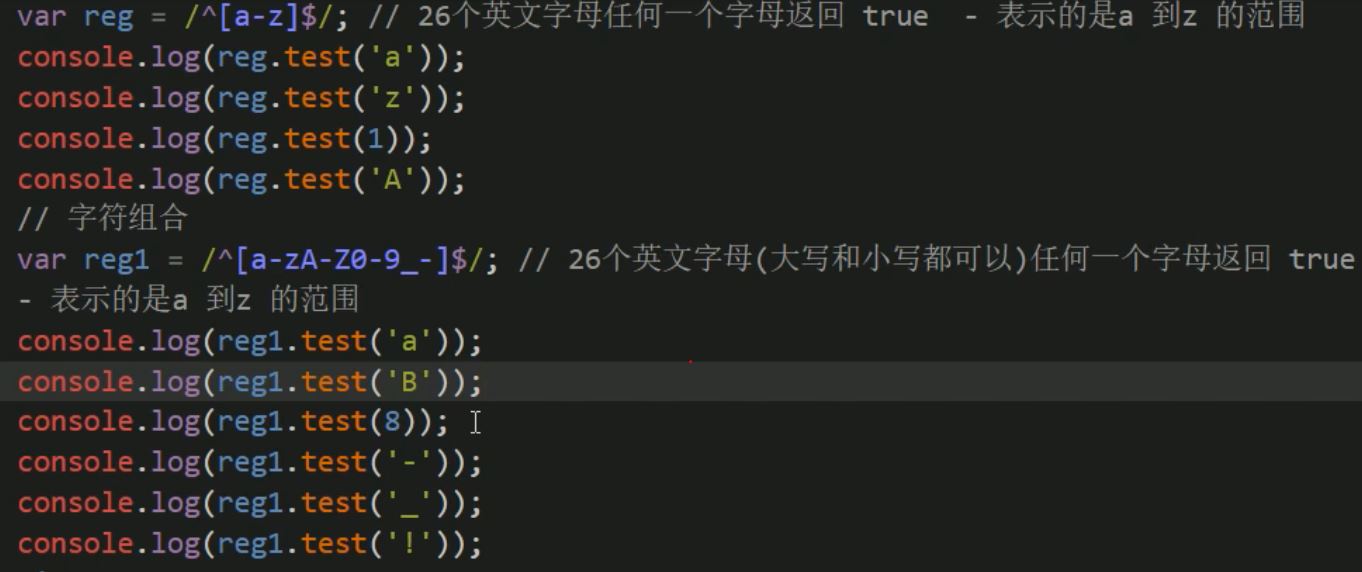 var reg = /^[a-z]$/; // 26个英文字母任何一个字母返回 true  - 表示的是a 到z 的范围
console.log(reg.test('a'));
console.log(reg.test('z'));
console.log(reg.test(1));
console.log(reg.test('A'));
// 字符组合
var reg1 = /^[a-zA-Z0-9_-]$/; // 26个英文字母(大写和小写都可以)任何一个字母返回 true
- 表示的是a 到z 的范围
console.log(reg1.test('a'));
console.log(reg1.test('B'));
console.log(reg1.test(8));
console.log(reg1.test('-'));
console.log(reg1.test('_'));
console.log(reg1.test('!'));